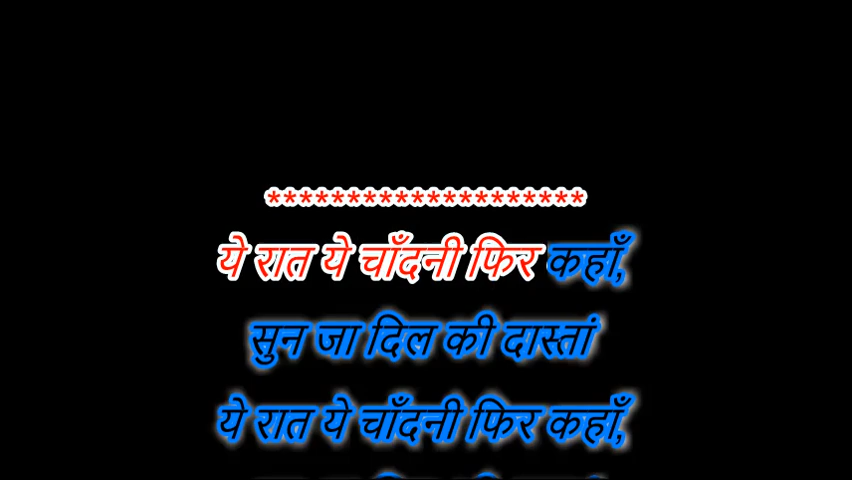 ********************
ये रात ये चाँदनी फिर कहाँ,
सुन जा दिल की दास्तां
ये रात ये चाँदनी फिर कहाँ,